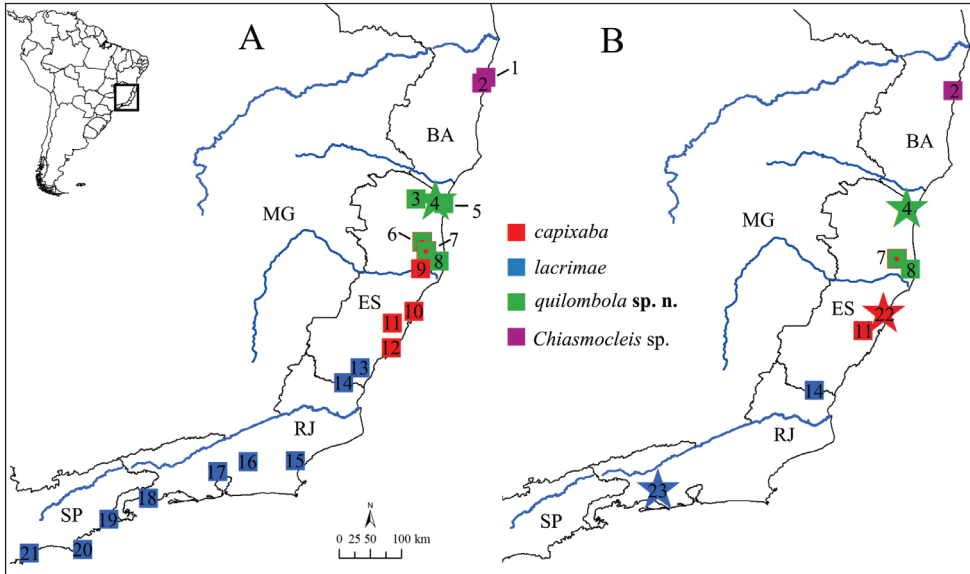 A
1
2
BA
3
4
5
MG
6
7
8
9
ES
10
11
12
13
14
RJ
15
16
17
18
SP
19
20
21
N
0 25 50 100 km
capixaba
lacrimae
quilombola sp. n.
Chiasmocleis sp.
B
2
BA
4
MG
7
8
ES
22
11
14
RJ
23
SP